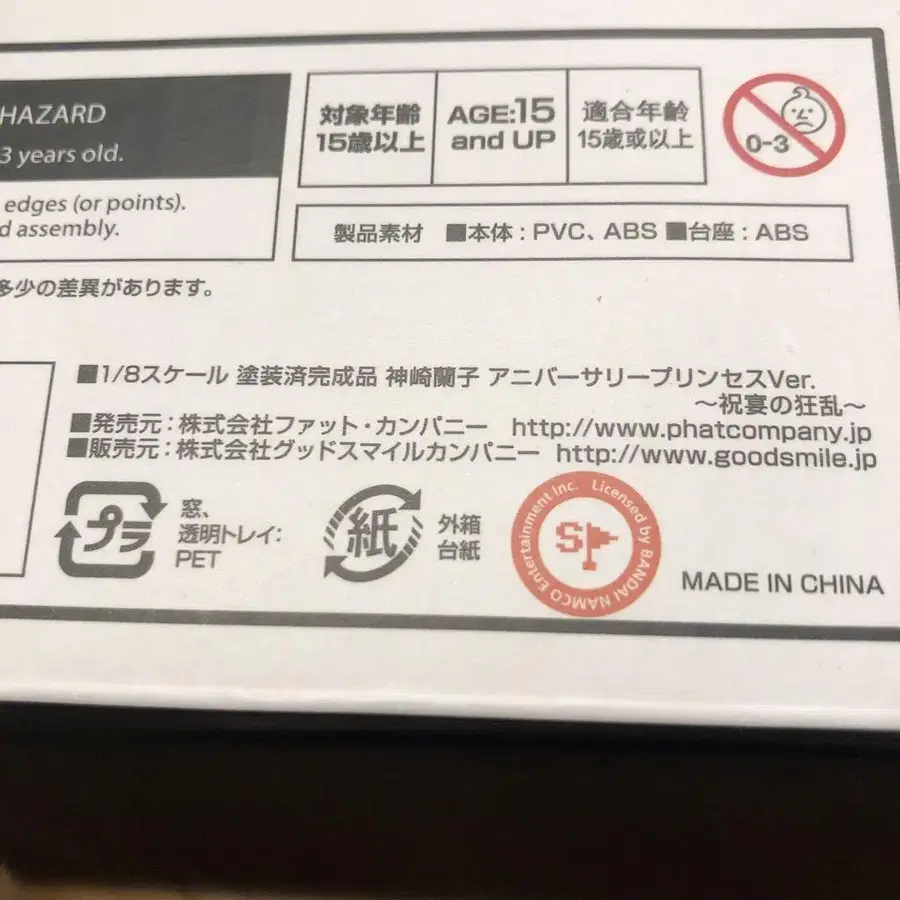 HAZARD
3 years old.
edges (or points).
d assembly.
対象年齢
15歳以上
AGE:15
and UP
適合年齢
15歳或以上
0-3
製品素材 ■本体：PVC、ABS ■台座：ABS
多少の差異があります。
■1/8スケール 塗装済完成品 神崎蘭子 アニバーサリープリンセスVer.
～祝宴の狂乱～
■発売元：株式会社ファット・カンパニー http://www.phatcompany.jp
■販売元：株式会社グッドスマイルカンパニー http://www.goodsmile.jp
プラ
窓、
透明トレイ：
PET
紙
外箱
台紙
Licensed by BANDAI NAMCO Entertainment Inc.
S
MADE IN CHINA